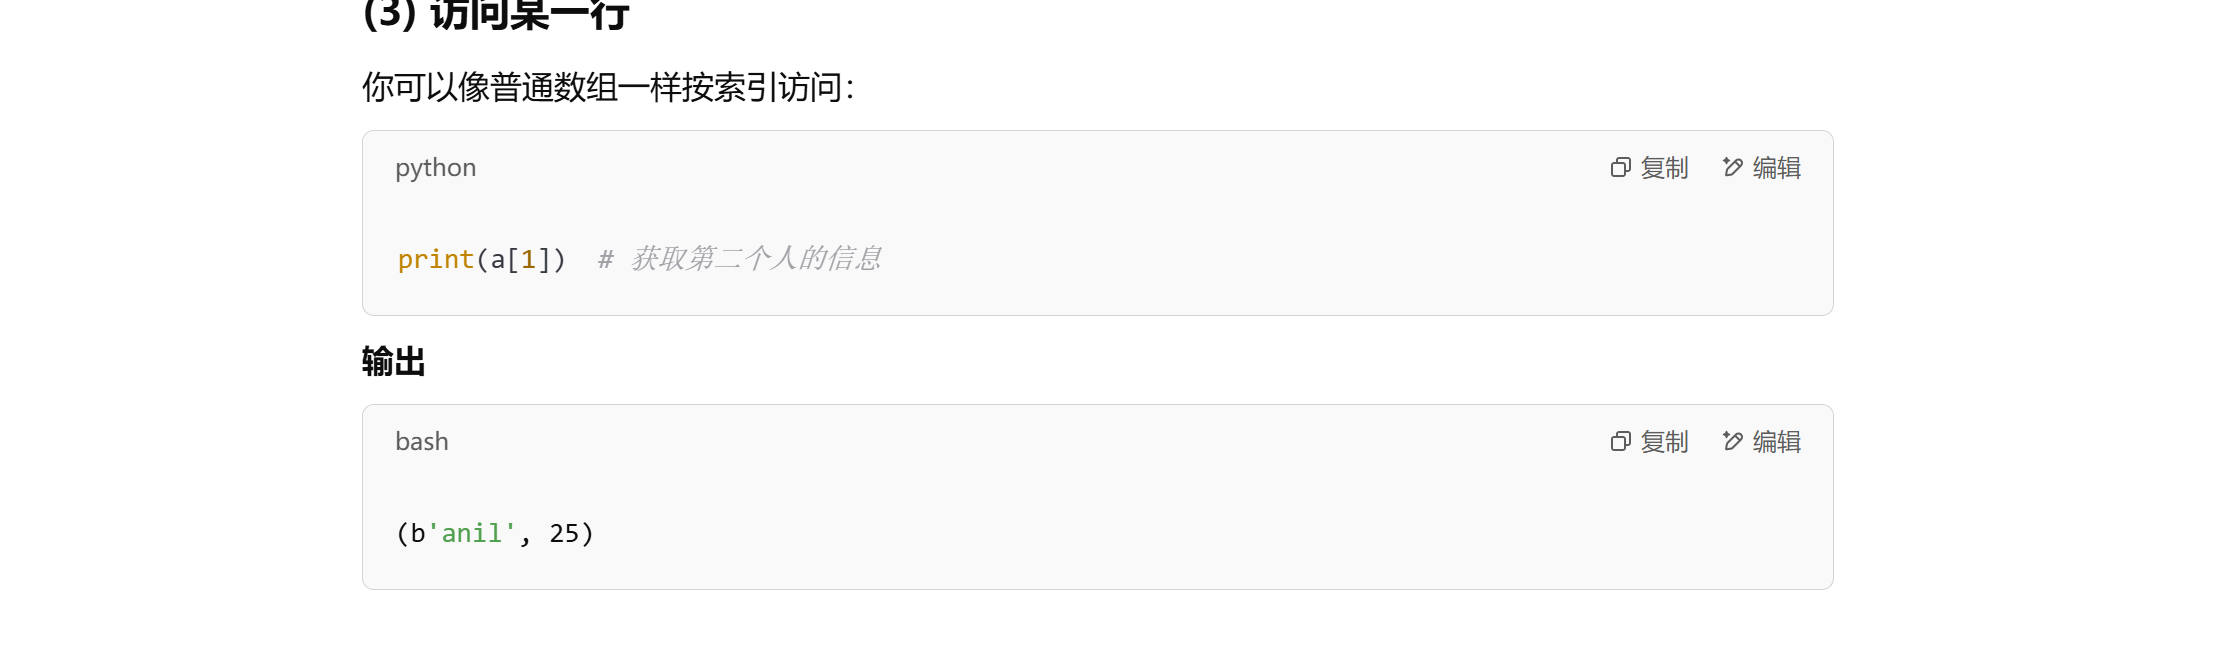 (3) 访问某一行
你可以像普通数组一样按索引访问：
python
复制
编辑
print(a[1])  # 获取第二个人的信息
输出
bash
复制
编辑
(b'anil', 25)